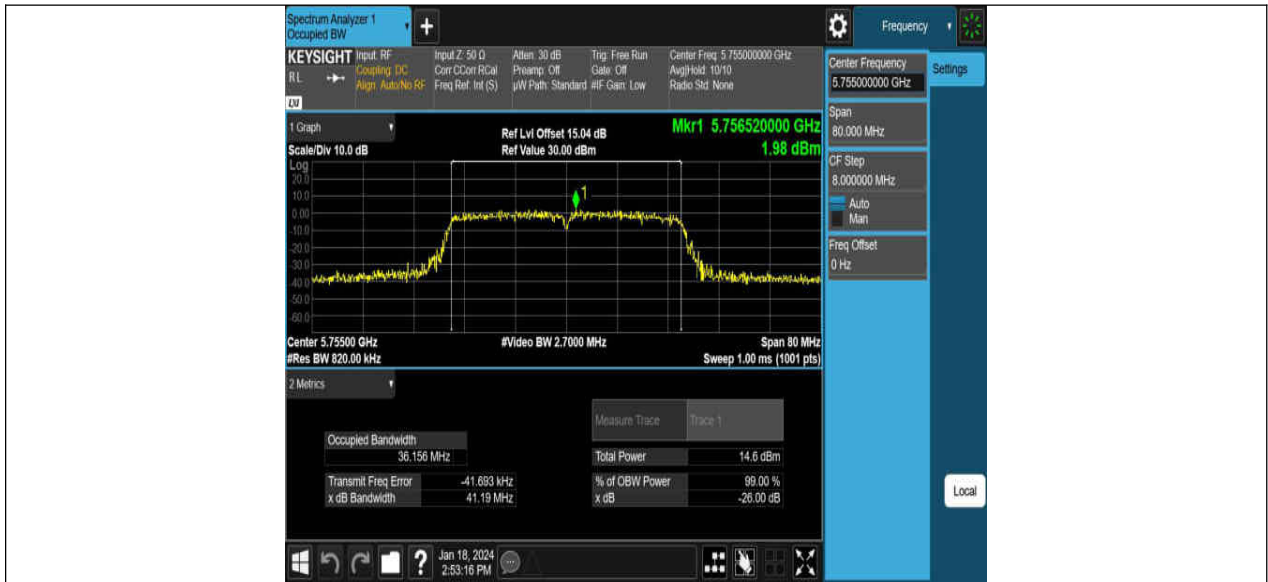 Spectrum Analyzer 1
Occupied BW
+
Frequency
KEYSIGHT
RL
LXI
Input: RF
Coupling: DC
Align: Auto/No RF
Input Z: 50 Ω
Corr CCorr RCal
Freq Ref: Int (S)
Atten: 30 dB
Preamp: Off
µW Path: Standard
Trig: Free Run
Gate: Off
#IF Gain: Low
Center Freq: 5.755000000 GHz
Avg|Hold: 10/10
Radio Std: None
Center Frequency
5.755000000 GHz
Settings
Span
80.000 MHz
CF Step
8.000000 MHz
Auto
Man
Freq Offset
0 Hz
Local
1 Graph
Scale/Div 10.0 dB
Ref Lvl Offset 15.04 dB
Ref Value 30.00 dBm
Mkr1 5.756520000 GHz
1.98 dBm
Log
20.0
10.0
0.00
-10.0
-20.0
-30.0
-40.0
-50.0
-60.0
1
Center 5.75500 GHz
#Res BW 820.00 kHz
#Video BW 2.7000 MHz
Span 80 MHz
Sweep 1.00 ms (1001 pts)
2 Metrics
Measure Trace Trace 1
Occupied Bandwidth
36.156 MHz
Total Power 14.6 dBm
Transmit Freq Error -41.693 kHz
% of OBW Power 99.00 %
x dB Bandwidth 41.19 MHz
x dB -26.00 dB
?
Jan 18, 2024
2:53:16 PM